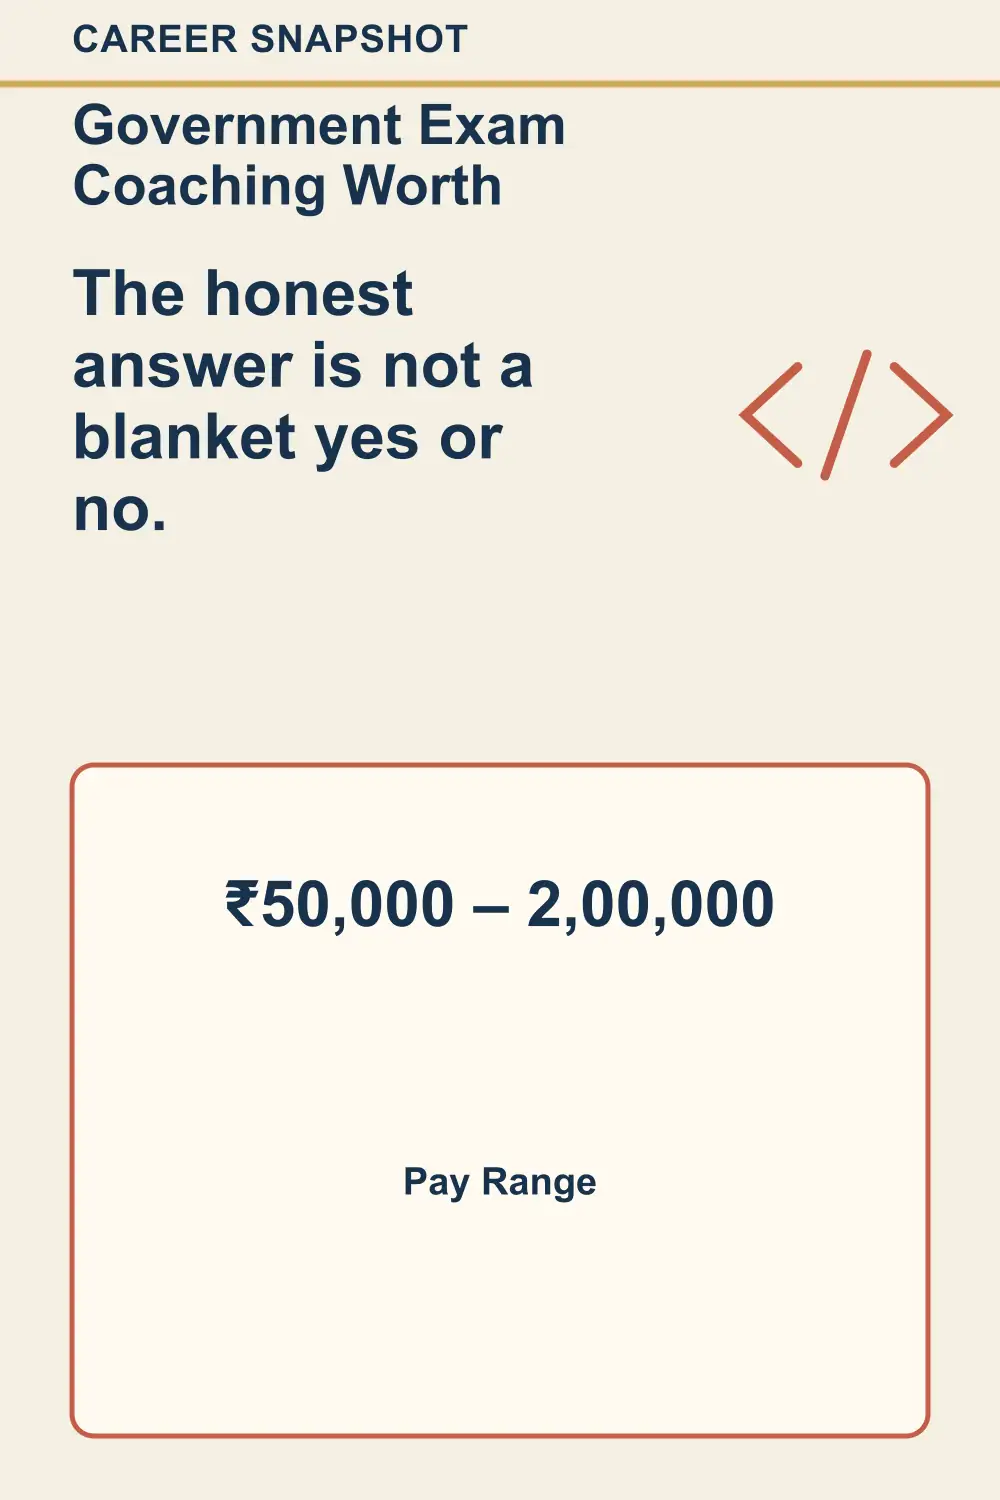 CAREER SNAPSHOT
Government Exam
Coaching Worth
The honest
answer is not a
blanket yes or
no.
₹50,000 – 2,00,000
Pay Range